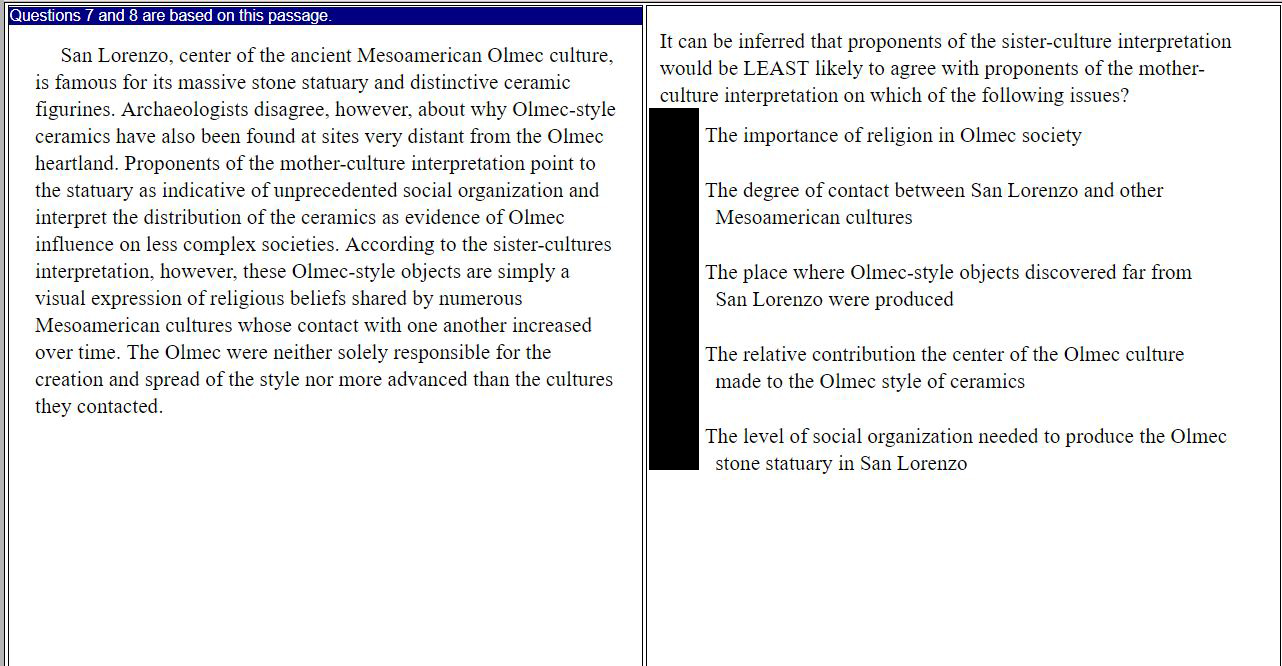 Questions 7 and 8 are based on this passage.
San Lorenzo, center of the ancient Mesoamerican Olmec culture,
is famous for its massive stone statuary and distinctive ceramic
figurines. Archaeologists disagree, however, about why Olmec-style
ceramics have also been found at sites very distant from the Olmec
heartland. Proponents of the mother-culture interpretation point to
the statuary as indicative of unprecedented social organization and
interpret the distribution of the ceramics as evidence of Olmec
influence on less complex societies. According to the sister-cultures
interpretation, however, these Olmec-style objects are simply a
visual expression of religious beliefs shared by numerous
Mesoamerican cultures whose contact with one another increased
over time. The Olmec were neither solely responsible for the
creation and spread of the style nor more advanced than the cultures
they contacted.
It can be inferred that proponents of the sister-culture interpretation
would be LEAST likely to agree with proponents of the mother-
culture interpretation on which of the following issues?
The importance of religion in Olmec society
The degree of contact between San Lorenzo and other
Mesoamerican cultures
The place where Olmec-style objects discovered far from
San Lorenzo were produced
The relative contribution the center of the Olmec culture
made to the Olmec style of ceramics
The level of social organization needed to produce the Olmec
stone statuary in San Lorenzo